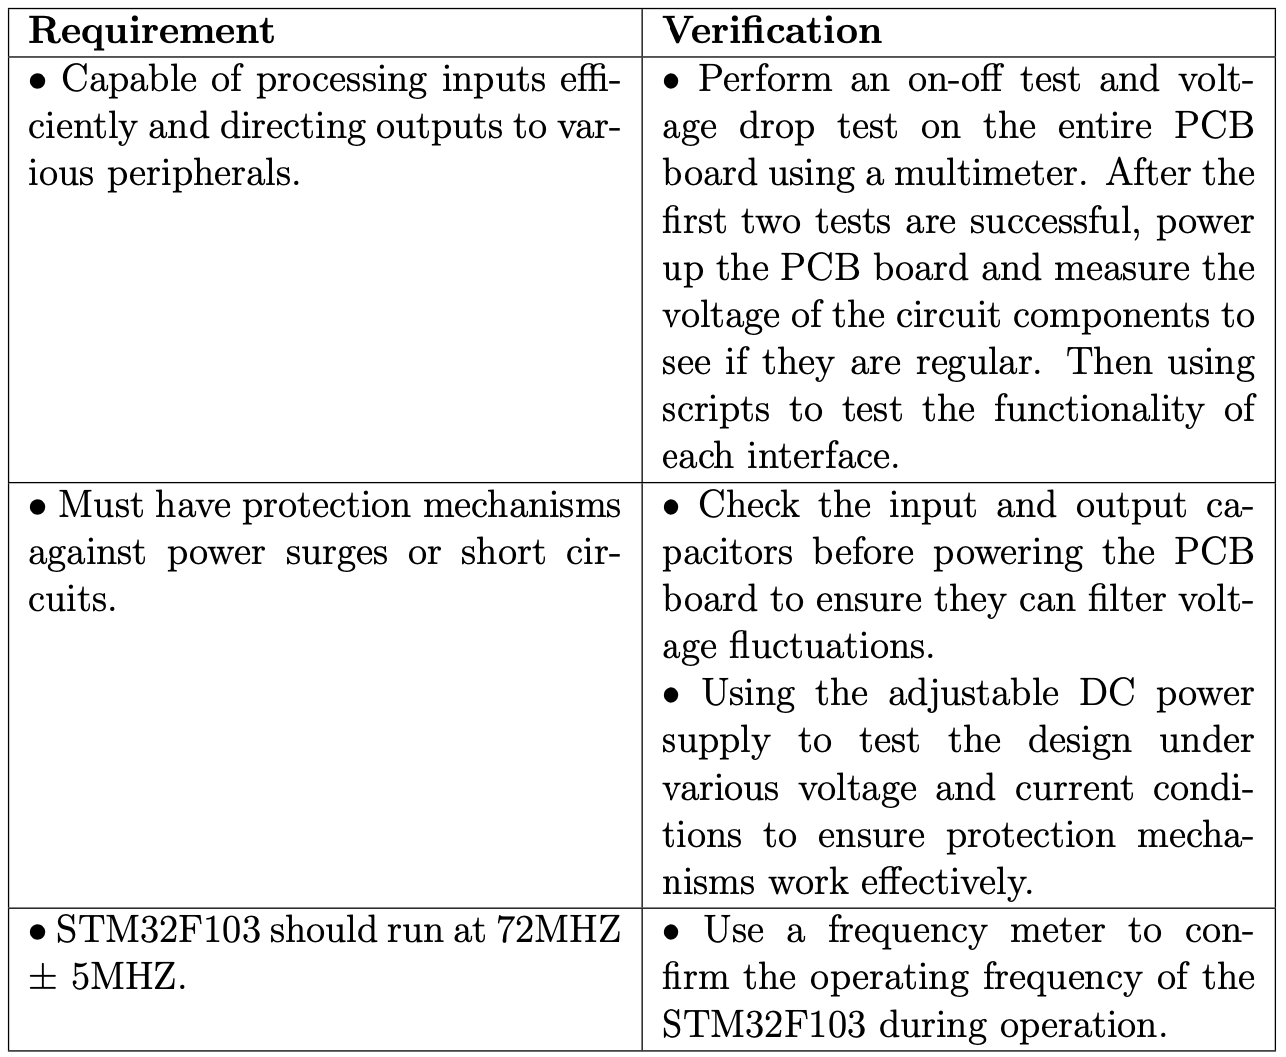 Requirement
Verification
• Capable of processing inputs effi-
ciently and directing outputs to var-
ious peripherals.
• Perform an on-off test and volt-
age drop test on the entire PCB
board using a multimeter. After the
first two tests are successful, power
up the PCB board and measure the
voltage of the circuit components to
see if they are regular. Then using
scripts to test the functionality of
each interface.
• Must have protection mechanisms
against power surges or short cir-
cuits.
• Check the input and output ca-
pacitors before powering the PCB
board to ensure they can filter volt-
age fluctuations.
• Using the adjustable DC power
supply to test the design under
various voltage and current condi-
tions to ensure protection mecha-
nisms work effectively.
• STM32F103 should run at 72MHZ
± 5MHZ.
• Use a frequency meter to con-
firm the operating frequency of the
STM32F103 during operation.